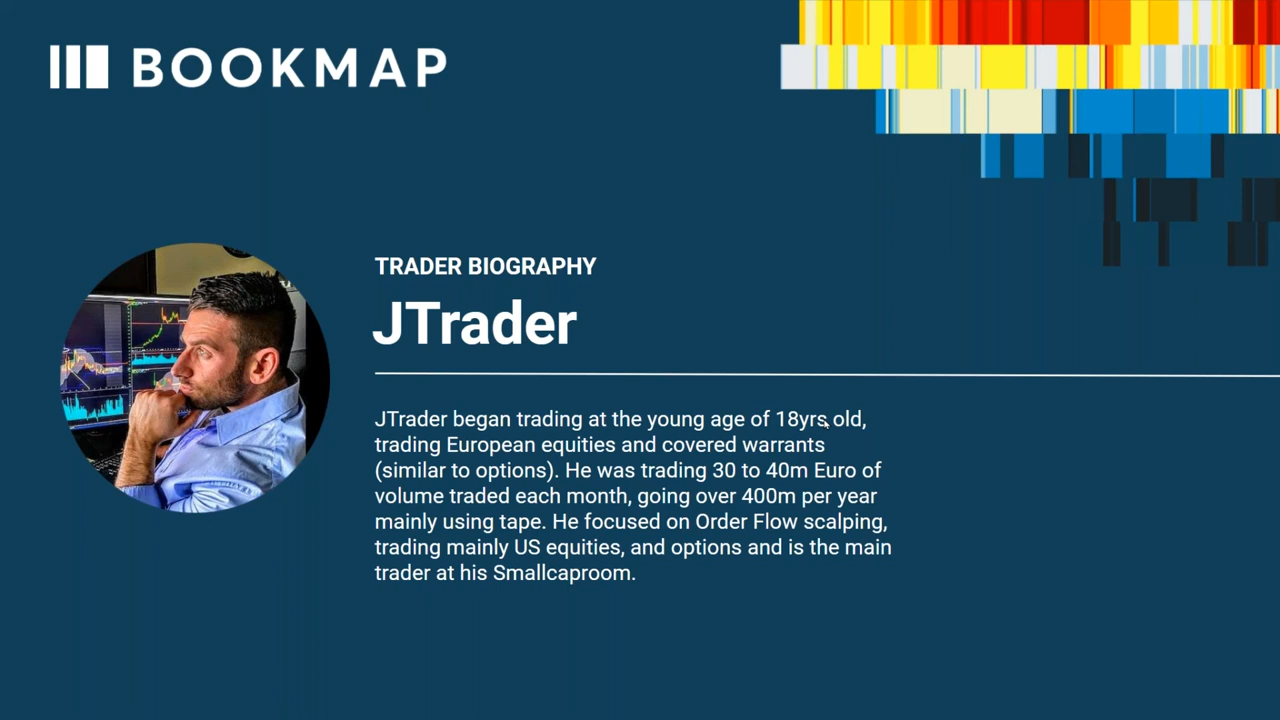 BOOKMAP
TRADER BIOGRAPHY
JTrader
JTrader began trading at the young age of 18yrs old,
trading European equities and covered warrants
(similar to options). He was trading 30 to 40m Euro of
volume traded each month, going over 400m per year
mainly using tape. He focused on Order Flow scalping,
trading mainly US equities, and options and is the main
trader at his Smallcaproom.